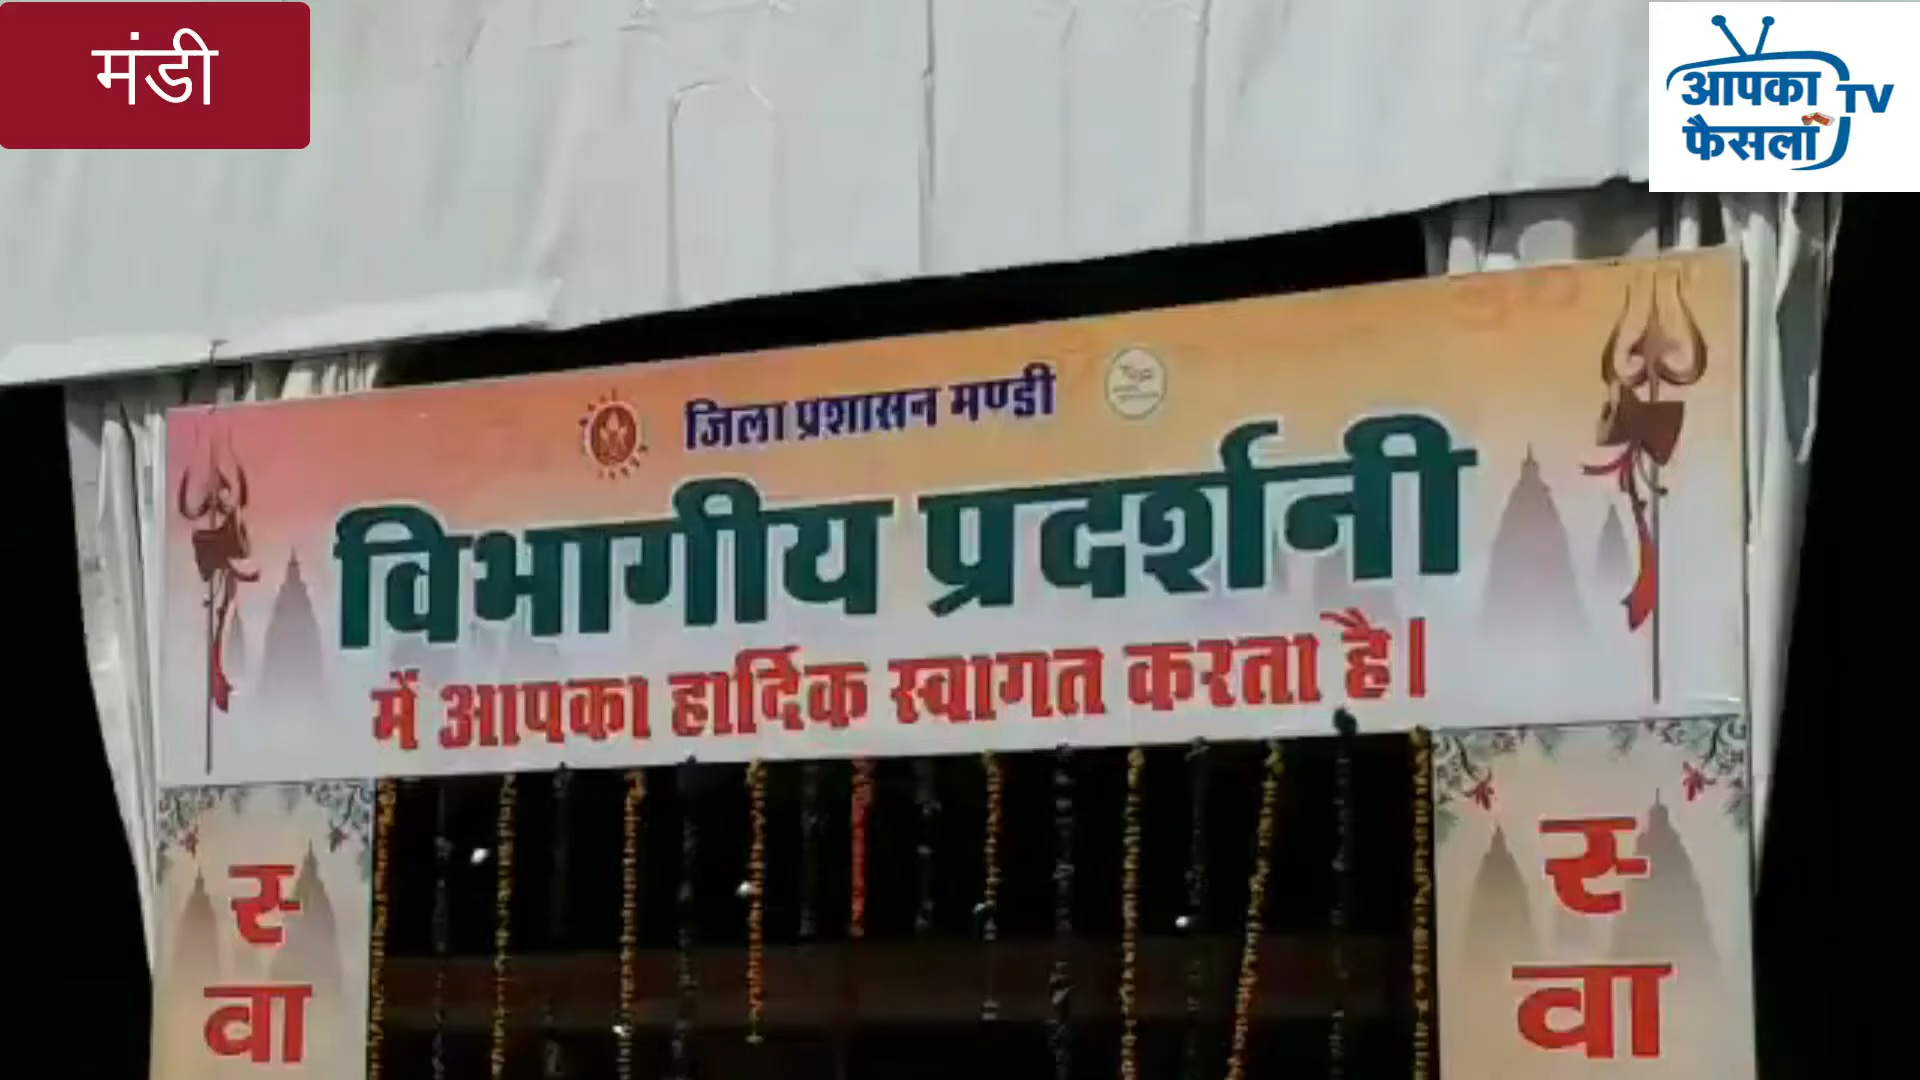 मंडी
आपका
फैसला TV
जिला प्रशासन मण्डी
विभागीय प्रदर्शनी
में आपका हार्दिक स्वागत करता है।
स्
वा
स्
वा